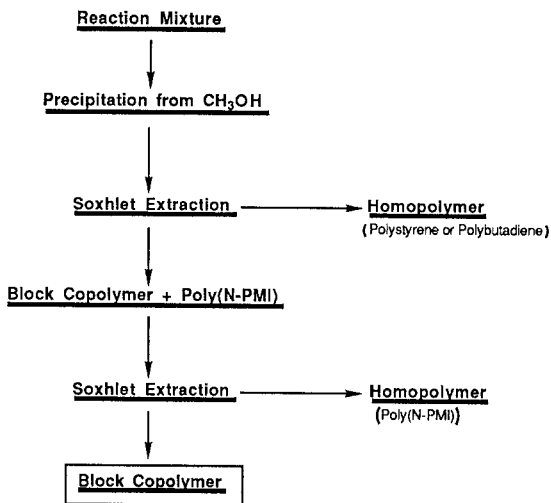 Reaction Mixture
Precipitation from CH₃OH
Soxhlet Extraction
Homopolymer
(Polystyrene or Polybutadiene)
Block Copolymer + Poly(N-PMI)
Soxhlet Extraction
Homopolymer
(Poly(N-PMI))
Block Copolymer